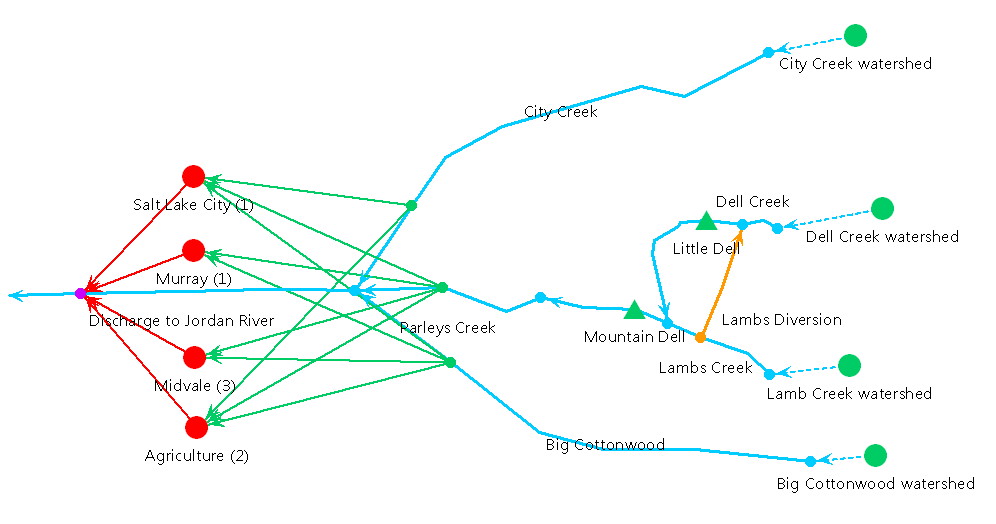 City Creek watershed
City Creek
Dell Creek
Salt Lake City (1)
Dell Creek watershed
Little Dell
Murray (1)
Discharge to Jordan River
Lambs Diversion
Parleys Creek
Mountain Dell
Lambs Creek
Midvale (3)
Lamb Creek watershed
Big Cottonwood
Agriculture (2)
Big Cottonwood watershed